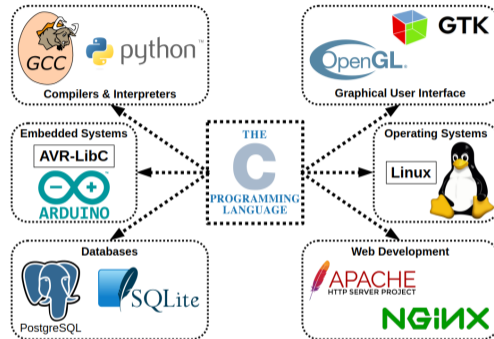 GCC
python™
Compilers & Interpreters
GTK
OpenGL
Graphical User Interface
Embedded Systems
AVR-LibC
ARDUINO
THE
C
PROGRAMMING
LANGUAGE
Operating Systems
Linux
Databases
PostgreSQL
SQLite
Web Development
APACHE
HTTP SERVER PROJECT
NGiNX